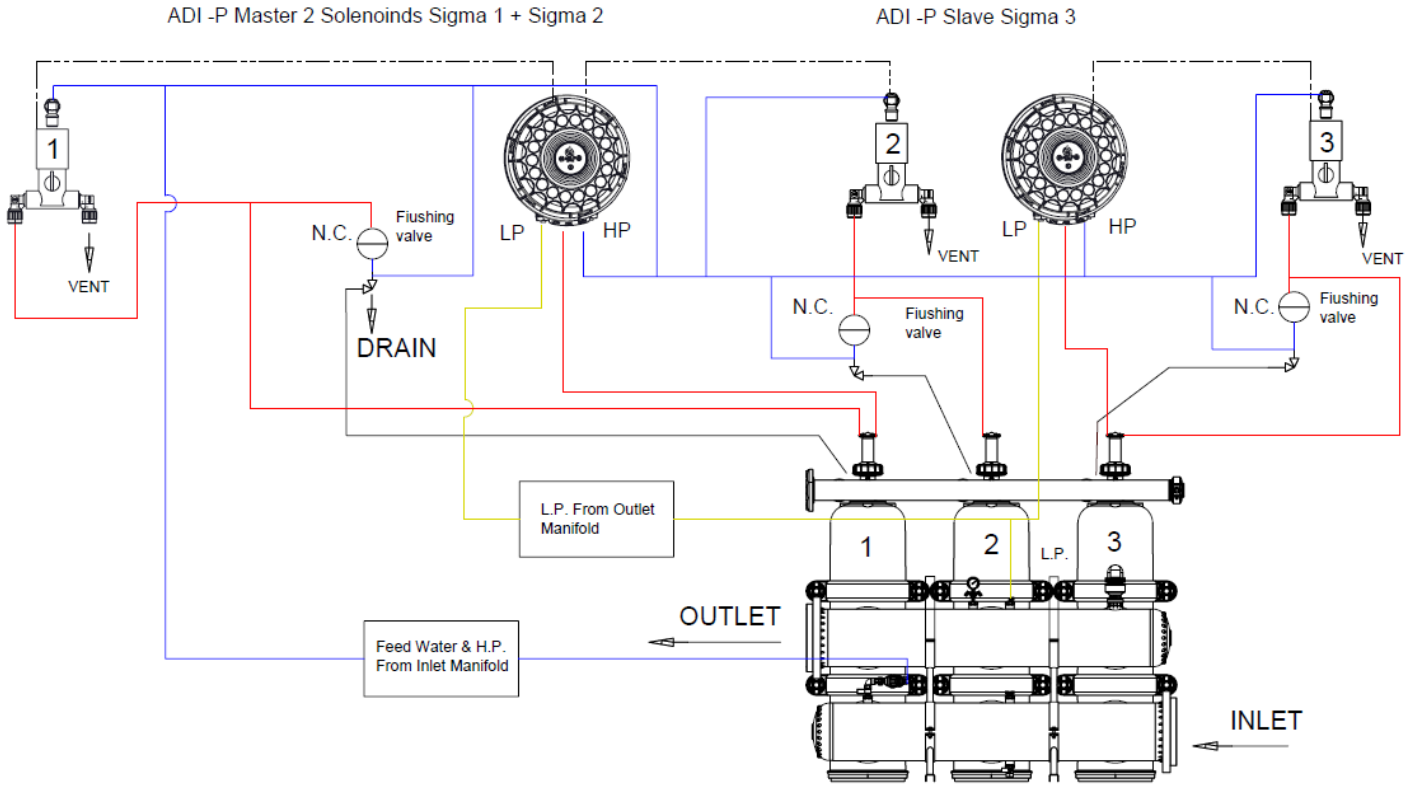 ADI -P Master 2 Solenoinds Sigma 1 + Sigma 2
ADI -P Slave Sigma 3
1
2
3
LP
HP
LP
HP
N.C.
Fiushing
valve
VENT
VENT
VENT
N.C.
Fiushing
valve
N.C.
Fiushing
valve
DRAIN
L.P. From Outlet
Manifold
1
2
L.P.
3
OUTLET
Feed Water & H.P.
From Inlet Manifold
INLET